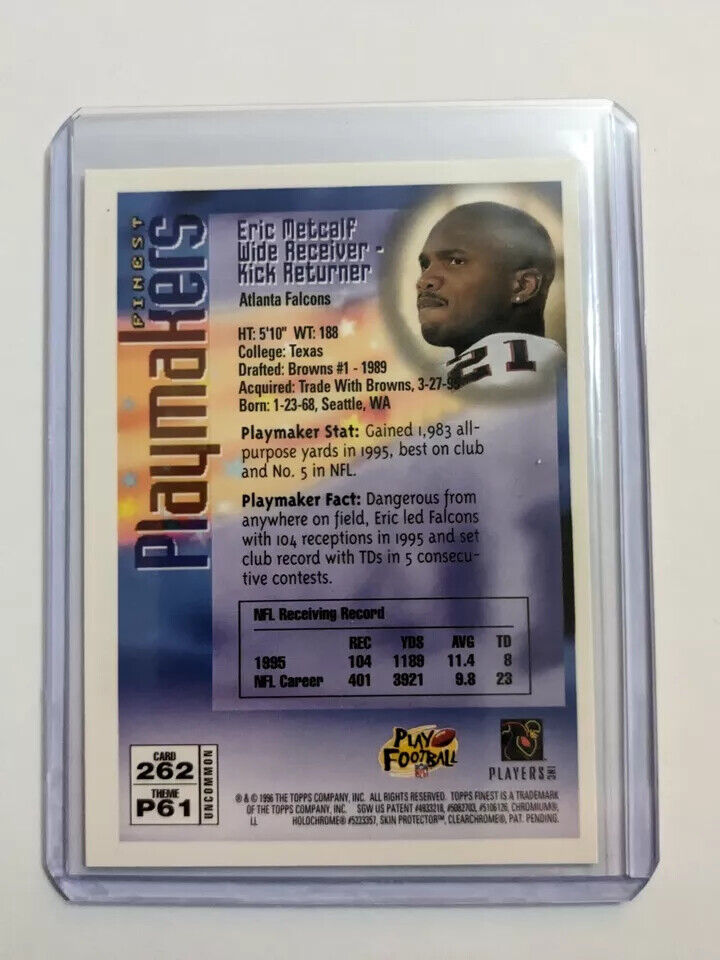 FINEST
Playmakers
Eric Metcalf
Wide Receiver -
Kick Returner
Atlanta Falcons
HT: 5'10" WT: 188
College: Texas
Drafted: Browns #1 - 1989
Acquired: Trade With Browns, 3-27-95
Born: 1-23-68, Seattle, WA
21
Playmaker Stat: Gained 1,983 all-
purpose yards in 1995, best on club
and No. 5 in NFL.
Playmaker Fact: Dangerous from
anywhere on field, Eric led Falcons
with 104 receptions in 1995 and set
club record with TDs in 5 consecu-
tive contests.
NFL Receiving Record
REC YDS AVG TD
1995 104 1189 11.4 8
NFL Career 401 3921 9.8 23
CARD
262
THEME
P61
UNCOMMON
PLAY
FOOTBALL
NFL
PLAYERS INC
® & © 1996 THE TOPPS COMPANY, INC. ALL RIGHTS RESERVED. TOPPS FINEST IS A TRADEMARK
OF THE TOPPS COMPANY, INC. SGW US PATENT #4933218, #5082703, #5106126, CHROMIUM®,
LL HOLOCHROME® #5223357, SKIN PROTECTOR™, CLEARCHROME®, PAT. PENDING.